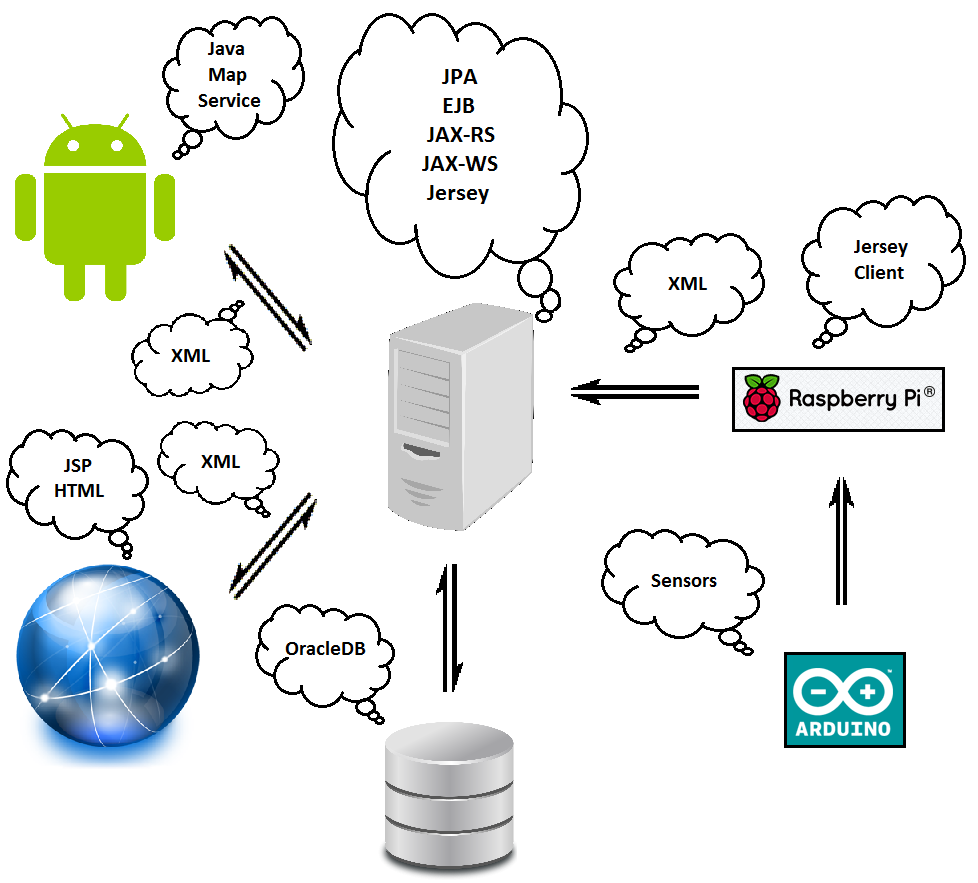 Java
Map
Service
JPA
EJB
JAX-RS
JAX-WS
Jersey
XML
Jersey
Client
XML
Raspberry Pi®
JSP
HTML
XML
Sensors
OracleDB
ARDUINO™